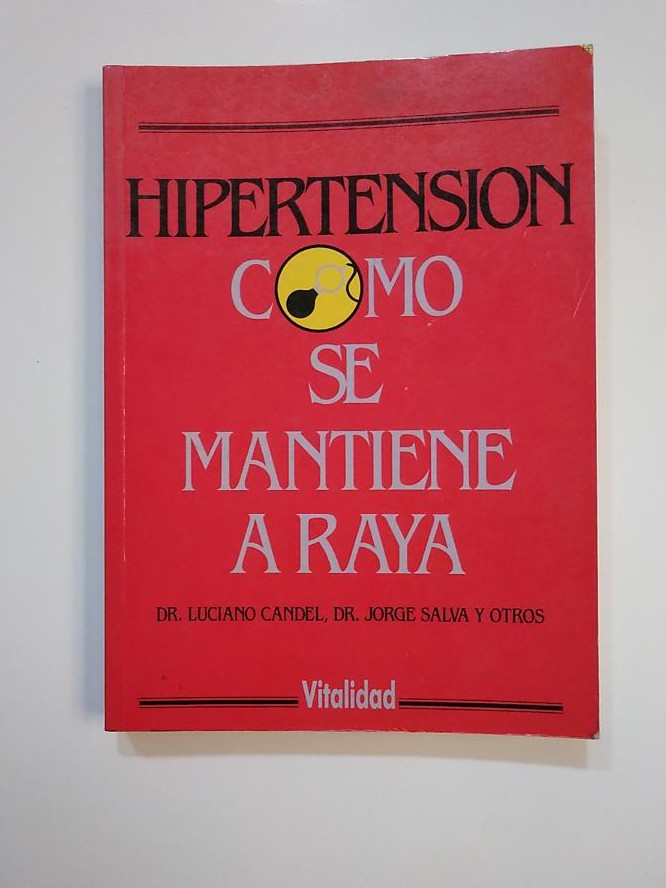 HIPERTENSION
COMO
SE
MANTIENE
A RAYA
DR. LUCIANO CANDEL, DR. JORGE SALVA Y OTROS
Vitalidad